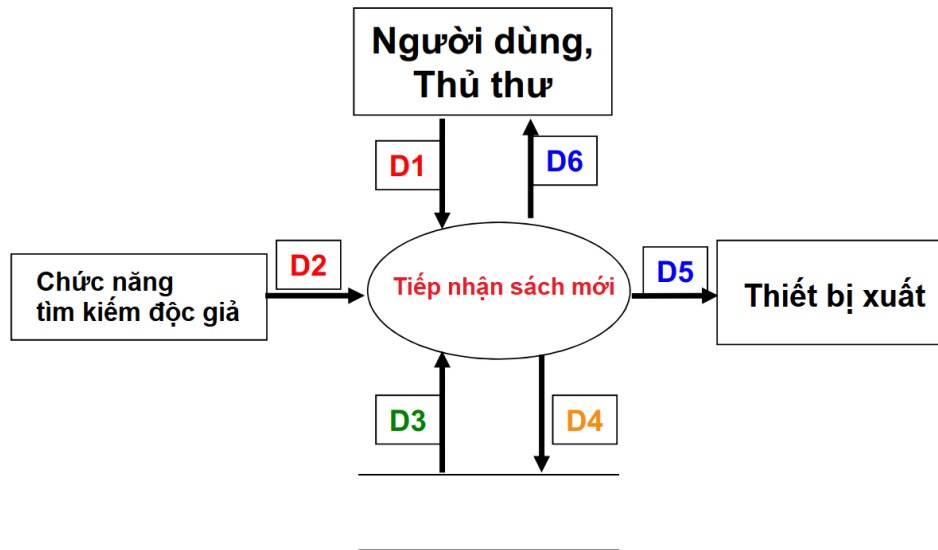 Người dùng,
Thủ thư
D1
D6
Chức năng
tìm kiếm độc giả
D2
Tiếp nhận sách mới
D5
Thiết bị xuất
D3
D4